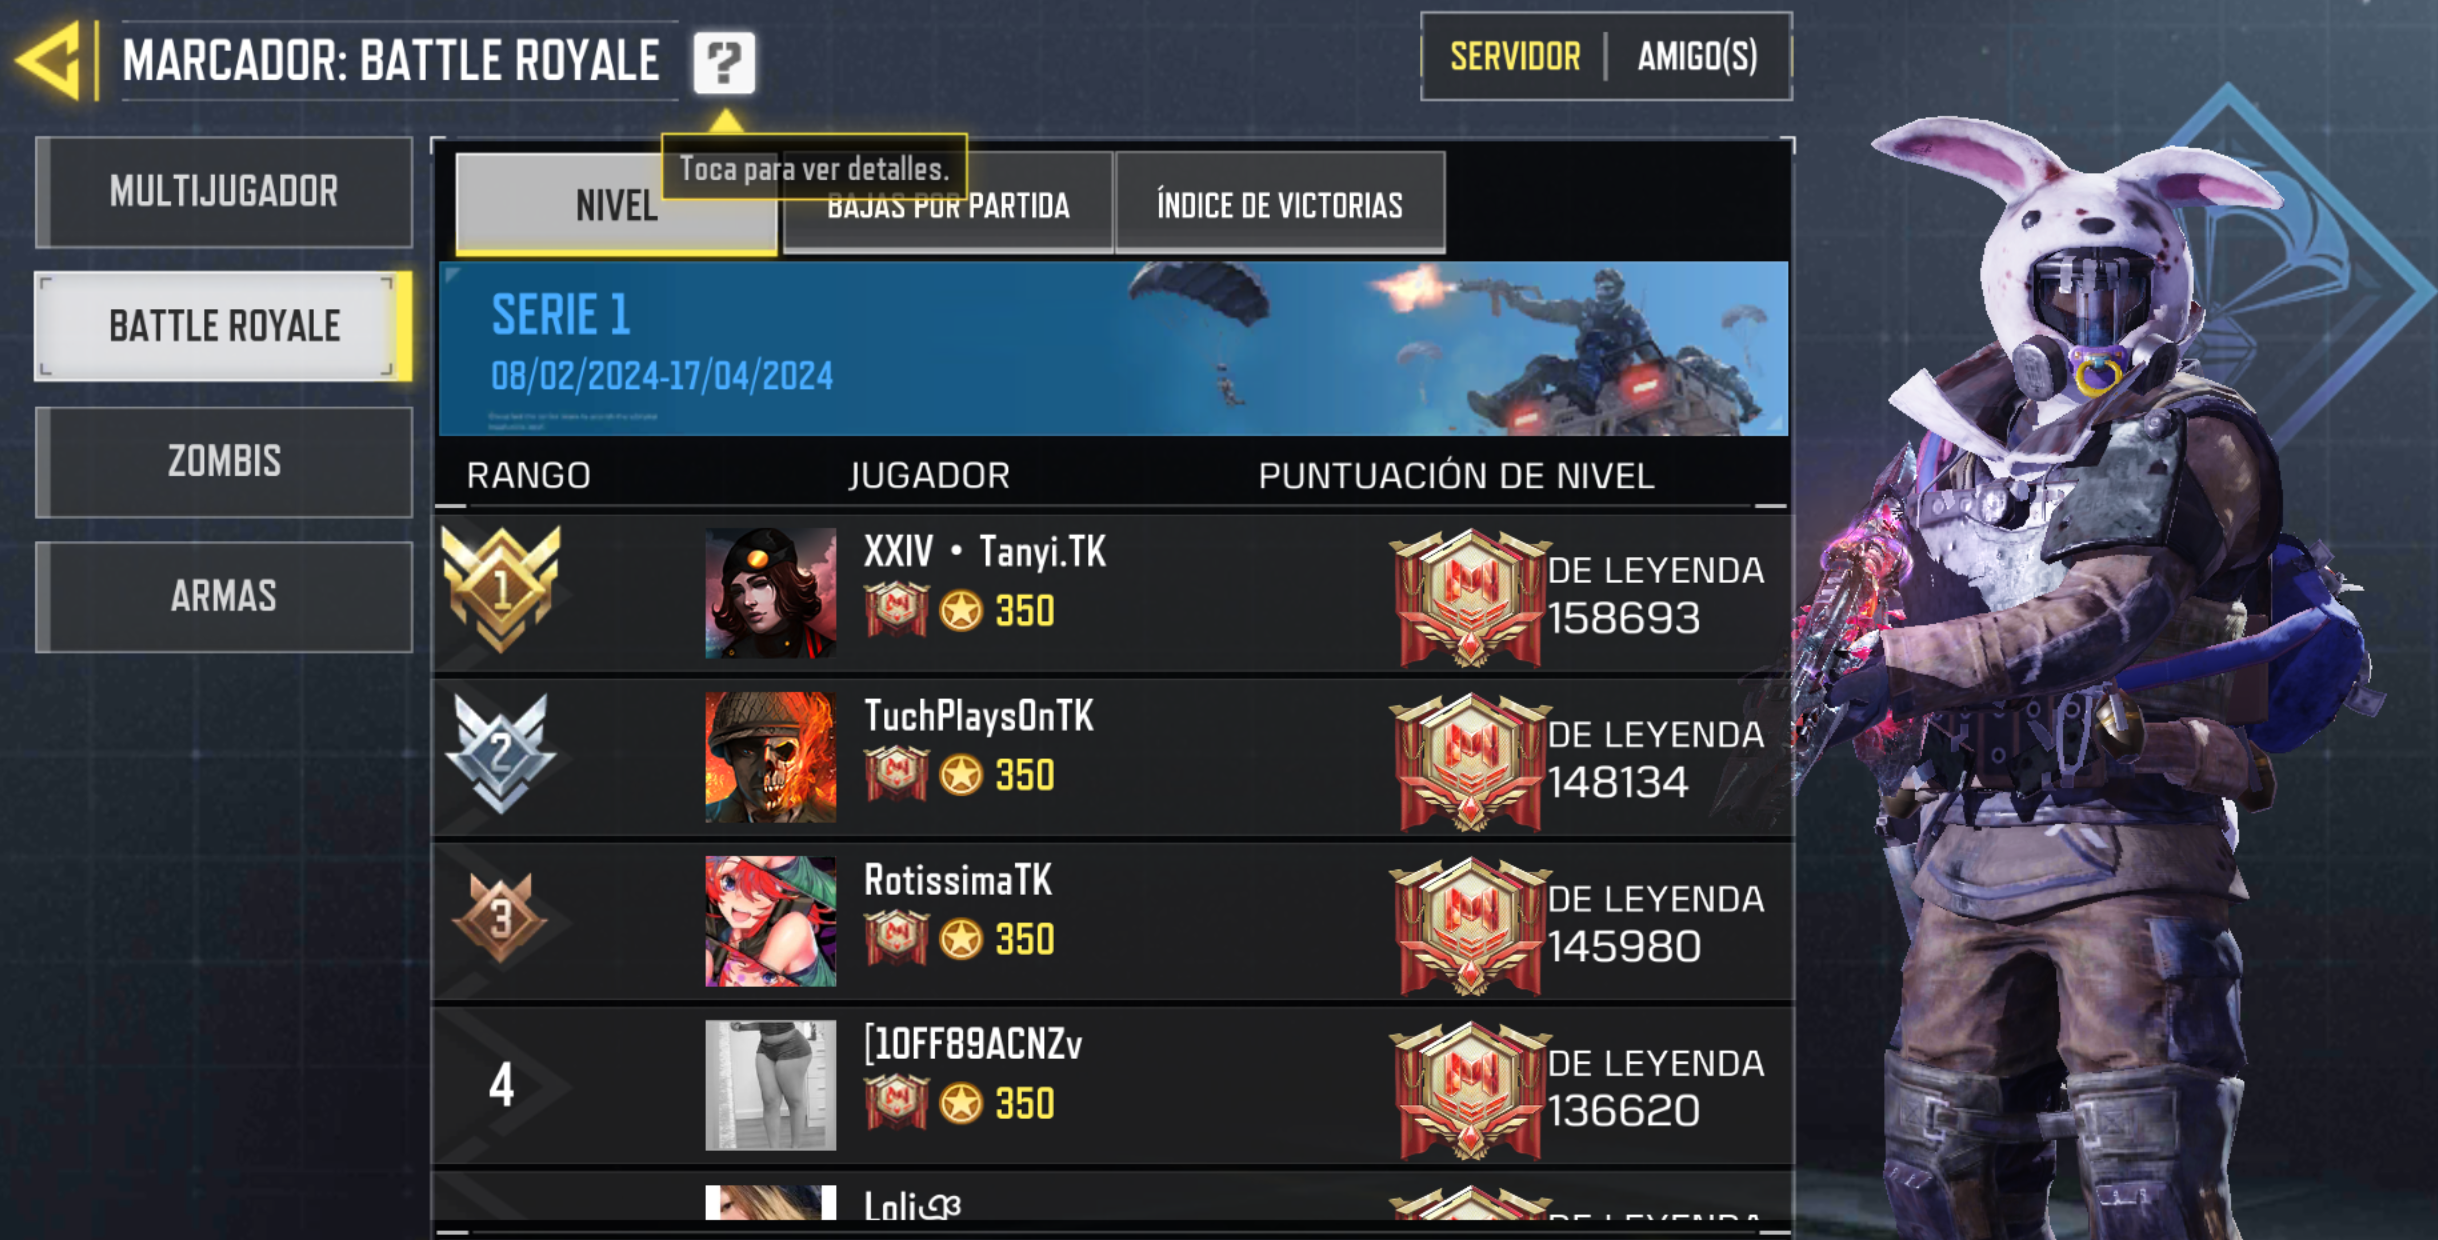 MARCADOR: BATTLE ROYALE
?
SERVIDOR
AMIGO(S)
Toca para ver detalles.
MULTIJUGADOR
BATTLE ROYALE
ZOMBIS
ARMAS
NIVEL
BAJAS POR PARTIDA
ÍNDICE DE VICTORIAS
SERIE 1
08/02/2024-17/04/2024
RANGO
JUGADOR
PUNTUACIÓN DE NIVEL
1
XXIV • Tanyi.TK
350
DE LEYENDA
158693
2
TuchPlaysOnTK
350
DE LEYENDA
148134
3
RotissimaTK
350
DE LEYENDA
145980
4
[10FF89ACNZv
350
DE LEYENDA
136620
DE LEYENDA